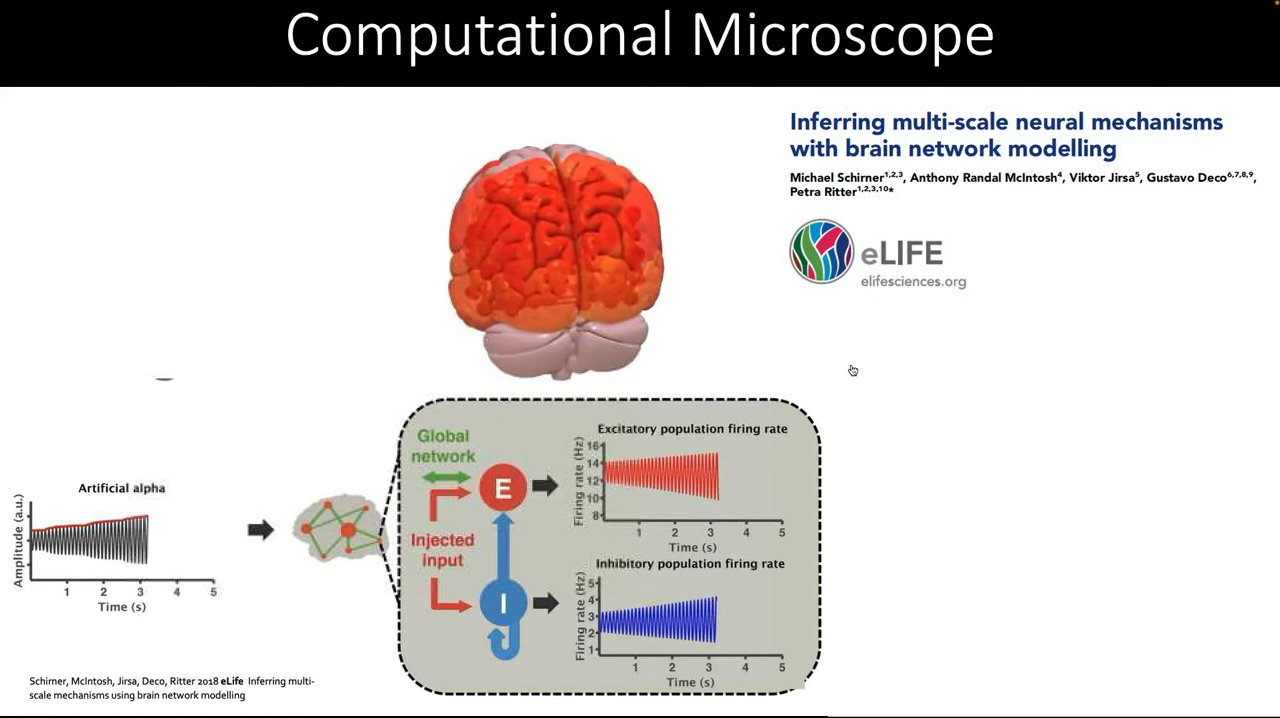 Computational Microscope
Inferring multi-scale neural mechanisms
with brain network modelling
Michael Schirner1,2,3, Anthony Randal McIntosh4, Viktor Jirsa5, Gustavo Deco6,7,8,9,
Petra Ritter1,2,3,10*
eLIFE
elifesciences.org
Artificial alpha
Amplitude (a.u.)
1 2 3 4 5
Time (s)
Global
network
E
Injected
input
I
Excitatory population firing rate
Firing rate (Hz)
16
14
12
10
8
1 2 3 4 5
Time (s)
Inhibitory population firing rate
Firing rate (Hz)
5
4
3
2
1
1 2 3 4 5
Time (s)
Schirner, McIntosh, Jirsa, Deco, Ritter 2018 eLife Inferring multi-
scale mechanisms using brain network modelling